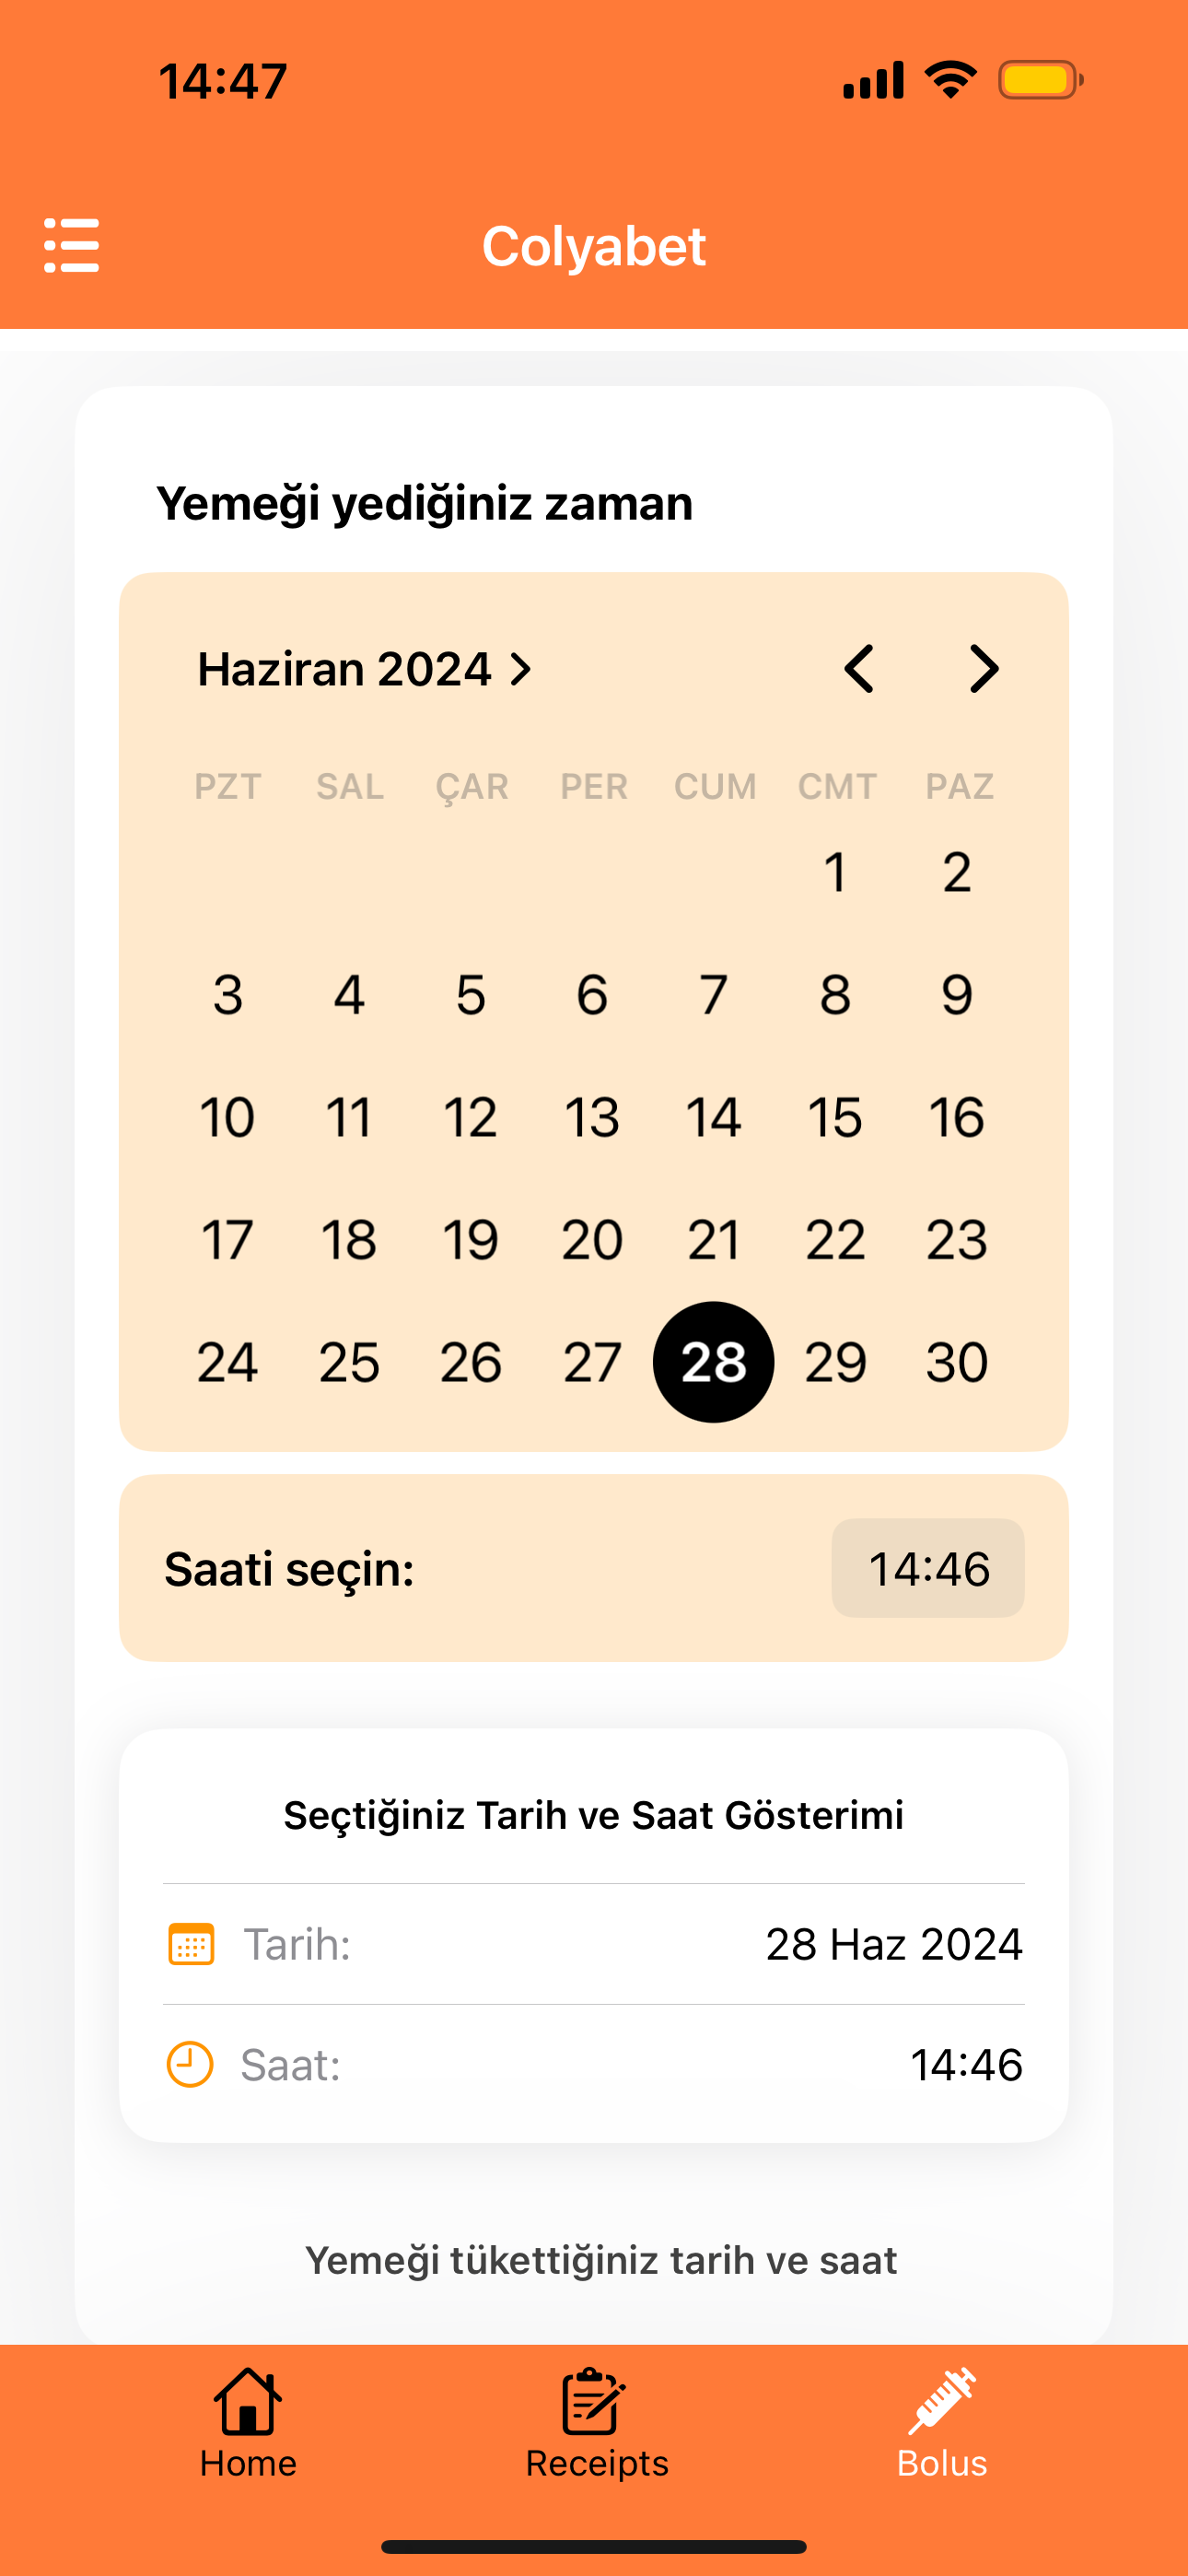 14:47
Colyabet
Yemeği yediğiniz zaman
Haziran 2024
PZT SAL ÇAR PER CUM CMT PAZ
1 2
3 4 5 6 7 8 9
10 11 12 13 14 15 16
17 18 19 20 21 22 23
24 25 26 27 28 29 30
Saati seçin: 14:46
Seçtiğiniz Tarih ve Saat Gösterimi
Tarih: 28 Haz 2024
Saat: 14:46
Yemeği tükettiğiniz tarih ve saat
Home Receipts Bolus